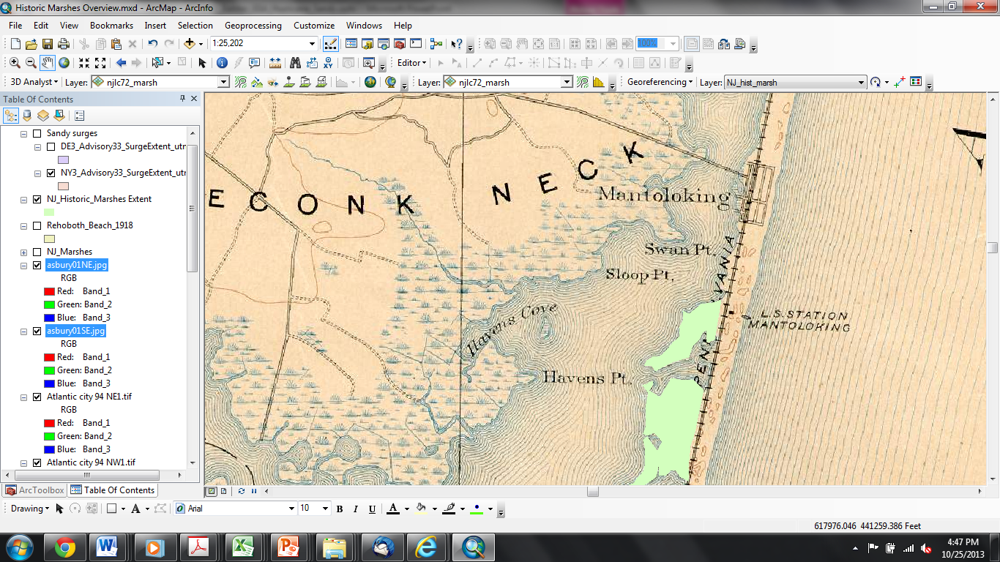 Historic Marshes Overview.mxd - ArcMap - ArcInfo
File Edit View Bookmarks Insert Selection Geoprocessing Customize Windows Help
1:25,202
100%
Editor
3D Analyst Layer: njlc72_marsh Layer: njlc72_marsh Georeferencing Layer: NJ_hist_marsh
Table Of Contents
Sandy surges
DE3_Advisory33_SurgeExtent_utr
NY3_Advisory33_SurgeExtent_utr
NJ_Historic_Marshes Extent
Rehoboth_Beach_1918
NJ_Marshes
asbury01NE.jpg
RGB
Red: Band_1
Green: Band_2
Blue: Band_3
asbury01SE.jpg
RGB
Red: Band_1
Green: Band_2
Blue: Band_3
Atlantic city 94 NE1.tif
RGB
Red: Band_1
Green: Band_2
Blue: Band_3
Atlantic city 94 NW1.tif
ECONK NECK
Mantoloking
Swan Pt.
Sloop Pt.
VANIA
L.S. STATION
MANTOLOKING
Havens Cove
PEN
Havens Pt.
ArcToolbox Table Of Contents
Drawing A Arial 10 B I U A
617976.046 441259.386 Feet
4:47 PM
10/25/2013